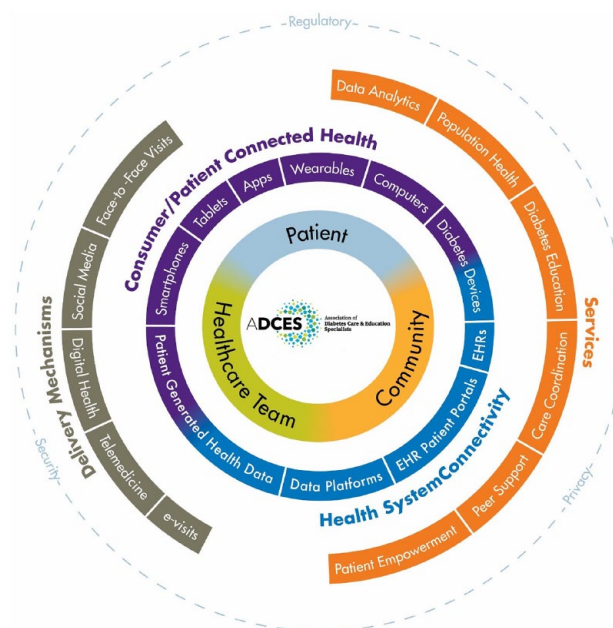 Regulatory
Data Analytics
Population Health
Diabetes Education
Care Coordination
Peer Support
Patient Empowerment
Services
Face-to -Face Visits
Social Media
Digital Health
Telemedicine
e-visits
Delivery Mechanisms
Security
Privacy
Consumer/Patient Connected Health
Smartphones
Tablets
Apps
Wearables
Computers
Diabetes Devices
EHRs
EHR Patient Portals
Data Platforms
Patient Generated Health Data
Health SystemConnectivity
Patient
Healthcare Team
Community
ADCES
Association of
Diabetes Care & Education
Specialists